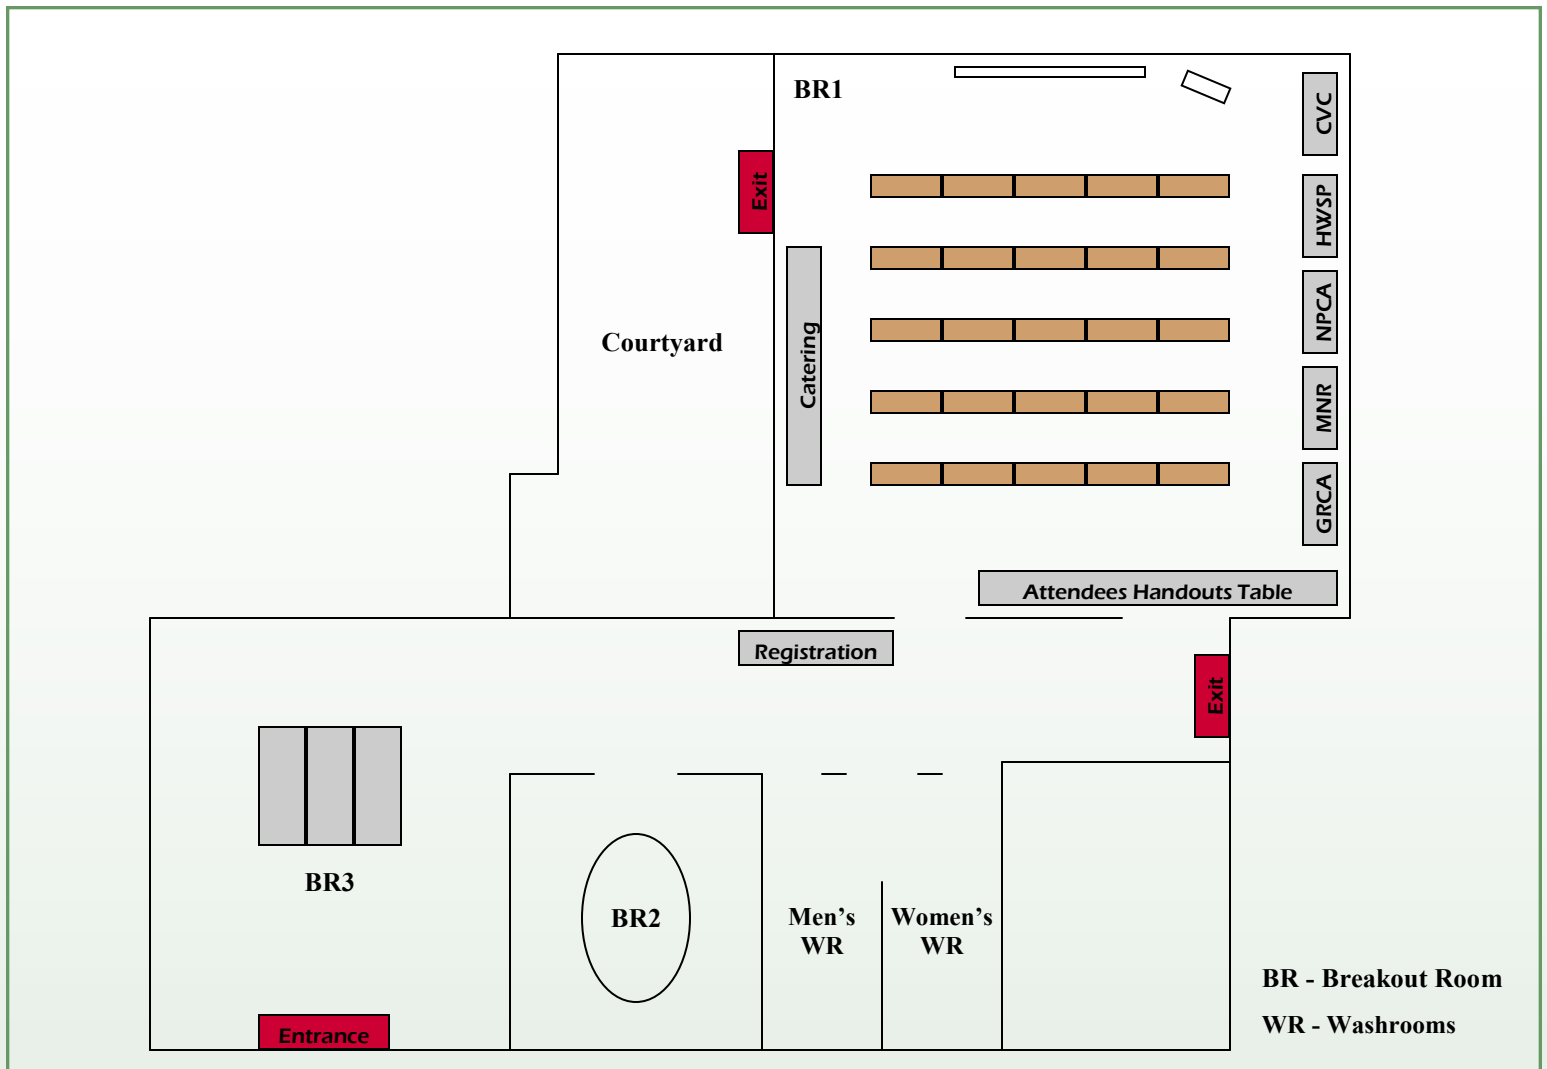 BR1
CVC
Exit
HWSP
Courtyard
Catering
NPCA
MNR
GRCA
Attendees Handouts Table
Registration
Exit
BR3
BR2
Men’s
WR
Women’s
WR
Entrance
BR - Breakout Room
WR - Washrooms